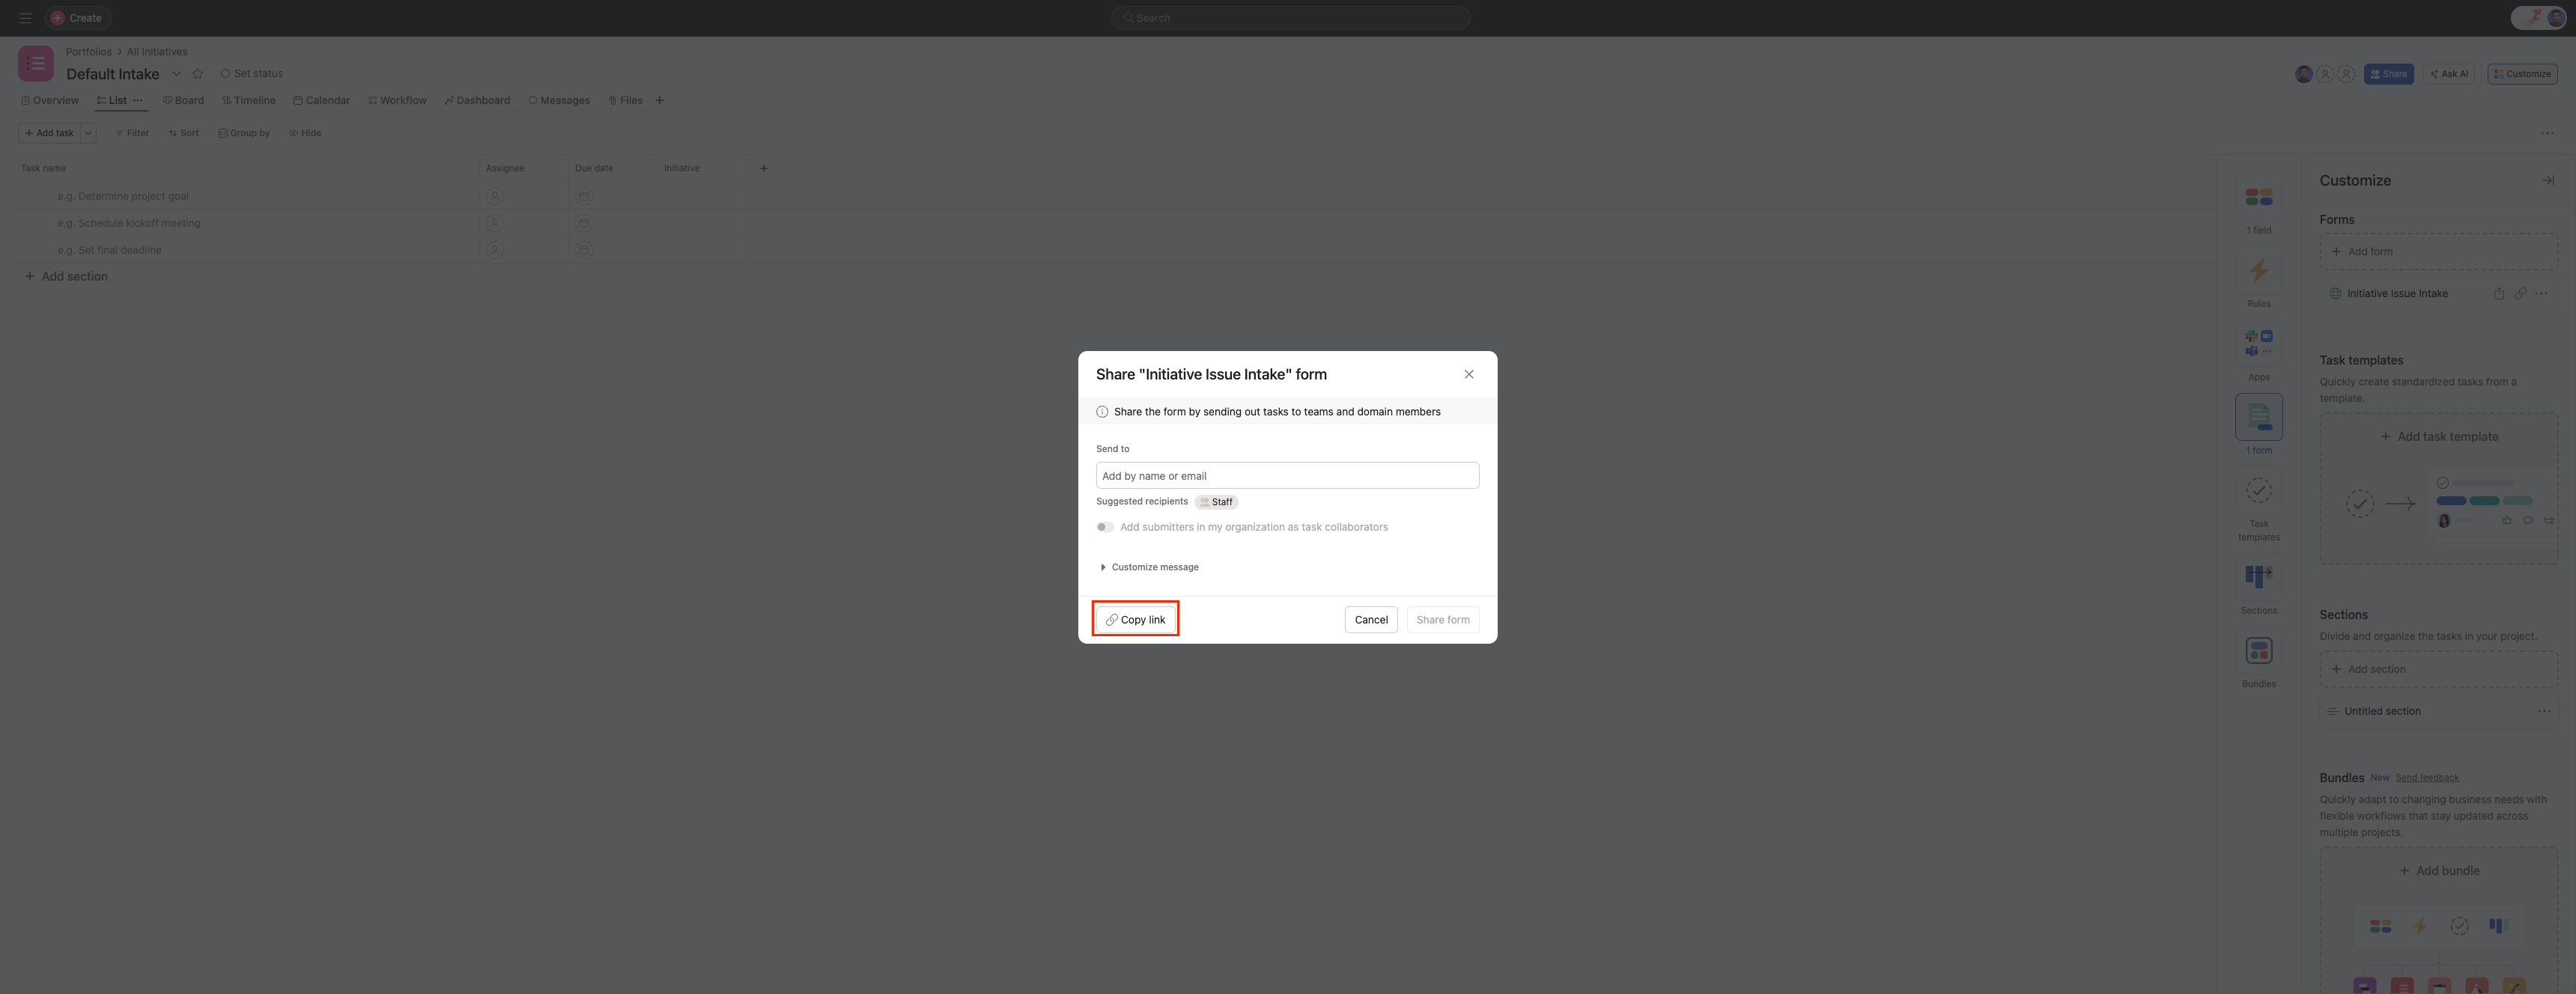 Create
Search
Portfolios > All Initiatives
Default Intake
Set status
Share
Ask AI
Customize
Overview
List
Board
Timeline
Calendar
Workflow
Dashboard
Messages
Files
Add task
Filter
Sort
Group by
Hide
Task name
Assignee
Due date
Initiative
e.g. Determine project goal
e.g. Schedule kickoff meeting
e.g. Set final deadline
Add section
Share "Initiative Issue Intake" form
Share the form by sending out tasks to teams and domain members
Send to
Add by name or email
Suggested recipients
Staff
Add submitters in my organization as task collaborators
Customize message
Copy link
Cancel
Share form
1 field
Rules
Apps
1 form
Task
templates
Sections
Bundles
Customize
Forms
Add form
Initiative Issue Intake
Task templates
Quickly create standardized tasks from a
template.
Add task template
Sections
Divide and organize the tasks in your project.
Add section
Untitled section
Bundles New Send feedback
Quickly adapt to changing business needs with
flexible workflows that stay updated across
multiple projects.
Add bundle